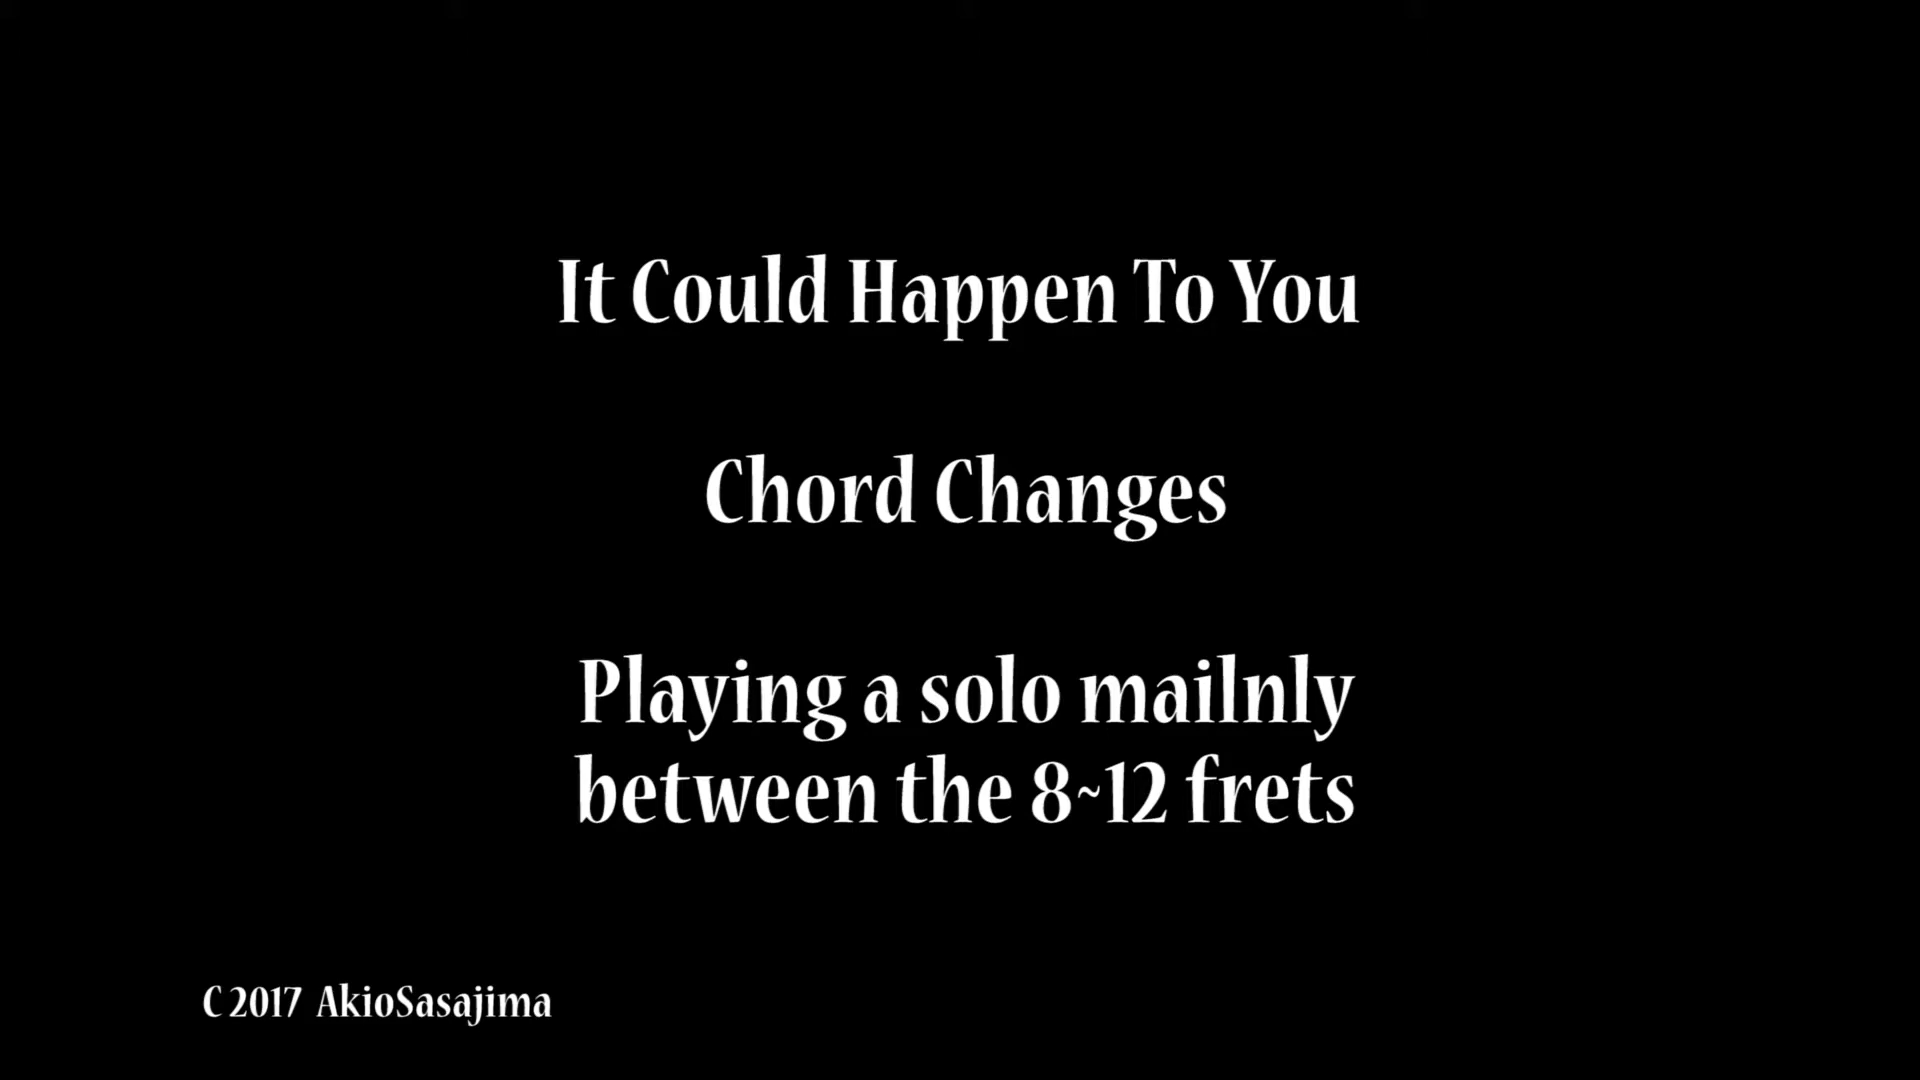 It Could Happen To You
Chord Changes
Playing a solo mailnly
between the 8~12 frets
C 2017 AkioSasajima